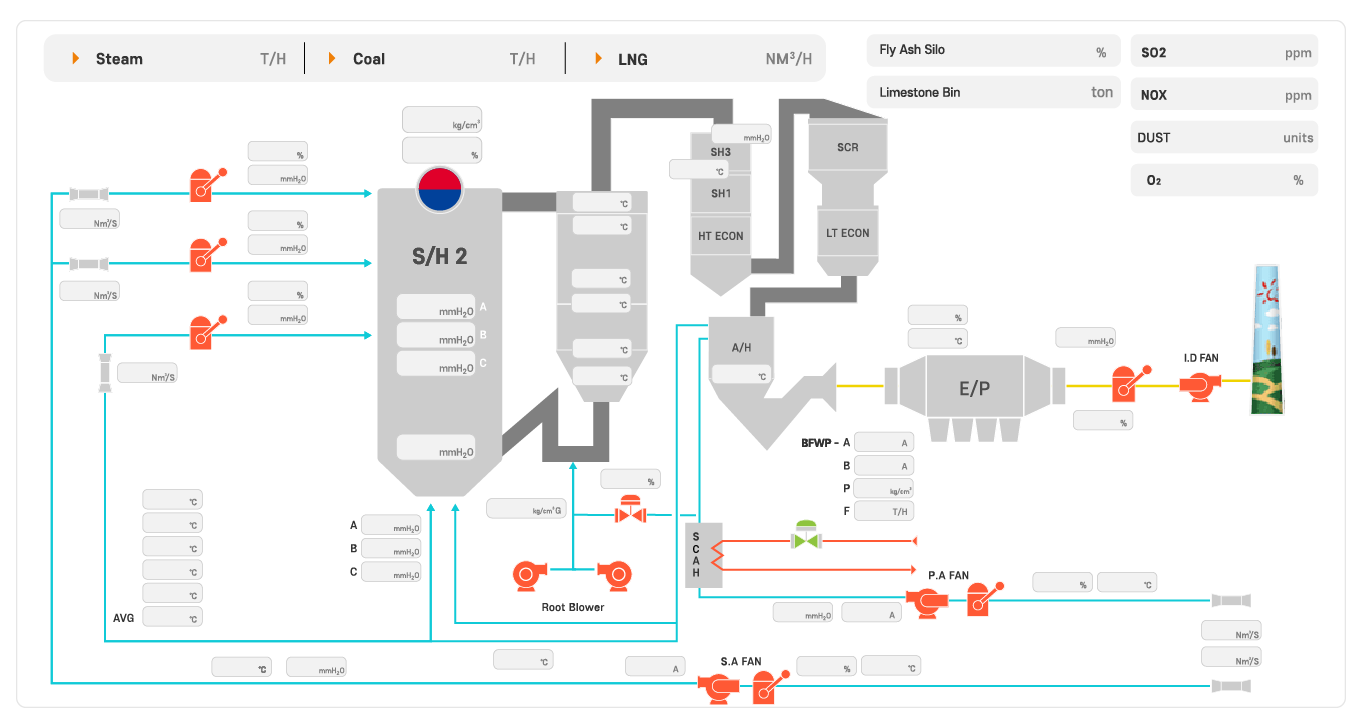 Steam T/H
Coal T/H
LNG NM³/H
Fly Ash Silo %
Limestone Bin ton
SO2 ppm
NOX ppm
DUST units
O₂ %
kg/cm²
%
%
mmH₂O
Nm³/S
%
mmH₂O
Nm³/S
%
mmH₂O
Nm³/S
S/H 2
mmH₂O A
mmH₂O B
mmH₂O C
mmH₂O
℃
℃
℃
℃
℃
℃
mmH₂O
SH3
℃
SH1
HT ECON
SCR
LT ECON
A/H
℃
%
℃
E/P
mmH₂O
%
I.D FAN
BFWP - A A
B A
P kg/cm²
F T/H
℃
℃
℃
℃
℃
AVG ℃
A mmH₂O
B mmH₂O
C mmH₂O
kg/cm²G
%
Root Blower
SCAH
P.A FAN
mmH₂O
A
%
℃
Nm³/S
Nm³/S
℃
mmH₂O
℃
A
S.A FAN
%
℃